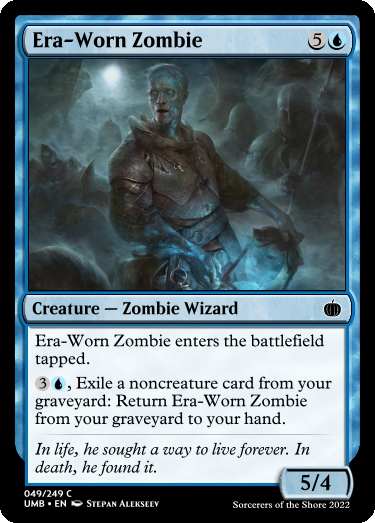 Era-Worn Zombie 5
Creature — Zombie Wizard
Era-Worn Zombie enters the battlefield
tapped.
3, Exile a noncreature card from your
graveyard: Return Era-Worn Zombie
from your graveyard to your hand.
In life, he sought a way to live forever. In
death, he found it.
5/4
049/249 C
UMB • EN Stepan Alekseev
Sorcerers of the Shore 2022